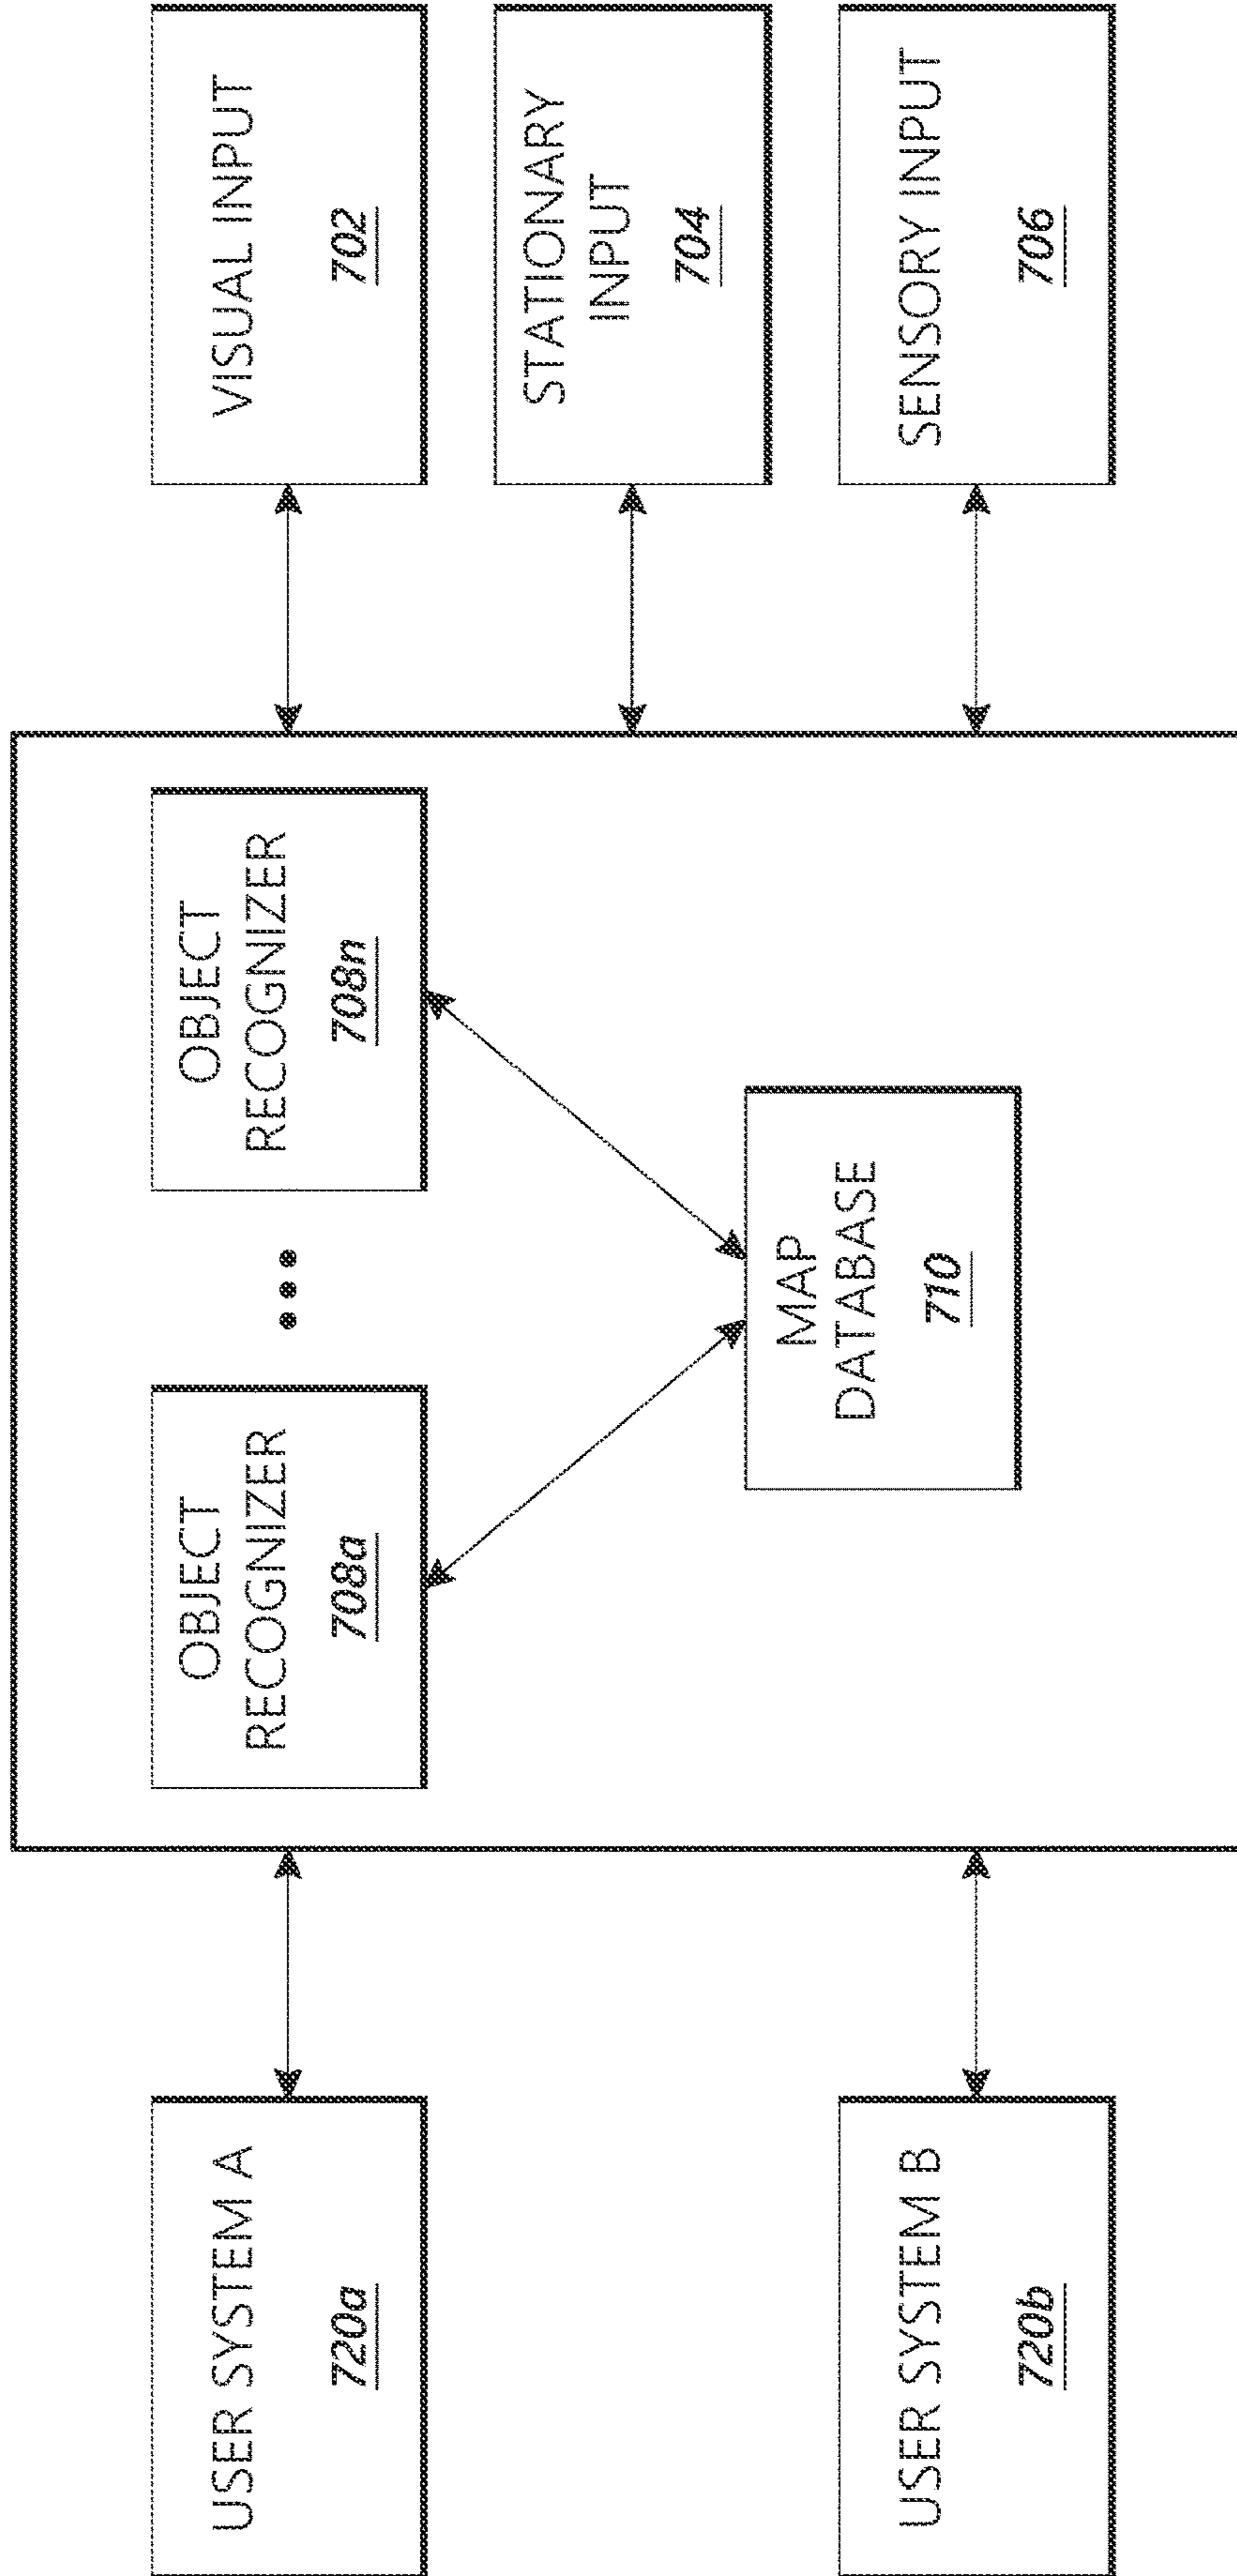 USER SYSTEM A
720a
USER SYSTEM B
720b
OBJECT
RECOGNIZER
708a
OBJECT
RECOGNIZER
708n
MAP
DATABASE
710
VISUAL INPUT
702
STATIONARY
INPUT
704
SENSORY INPUT
706